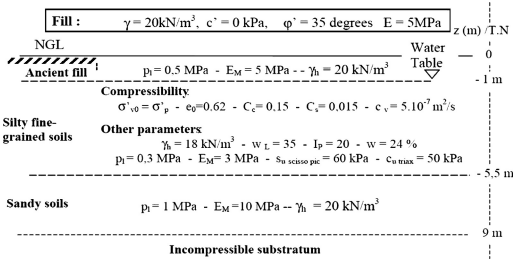 Fill : γ = 20kN/m³, c’ = 0 kPa, φ’ = 35 degrees E = 5MPa
z (m) /T.N
NGL
Water Table
0
Ancient fill
pl = 0.5 MPa - EM = 5 MPa -- γh = 20 kN/m³
- 1 m
Compressibility
σ'v0 = σ'p - e0=0.62 - Cc= 0.15 - Cs= 0.015 - c v = 5.10-7 m²/s
Silty fine-
grained soils
Other parameters
γh = 18 kN/m³ - w L = 35 - IP = 20 - w = 24 %
pl = 0,3 MPa - EM= 3 MPa - su scisso pic = 60 kPa - cu triax = 50 kPa
- 5,5 m
Sandy soils
pl = 1 MPa - EM =10 MPa -- γh = 20 kN/m³
9 m
Incompressible substratum